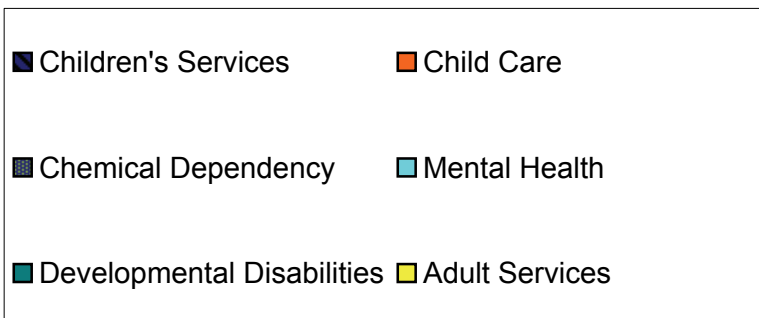 Children's Services
Child Care
Chemical Dependency
Mental Health
Developmental Disabilities
Adult Services